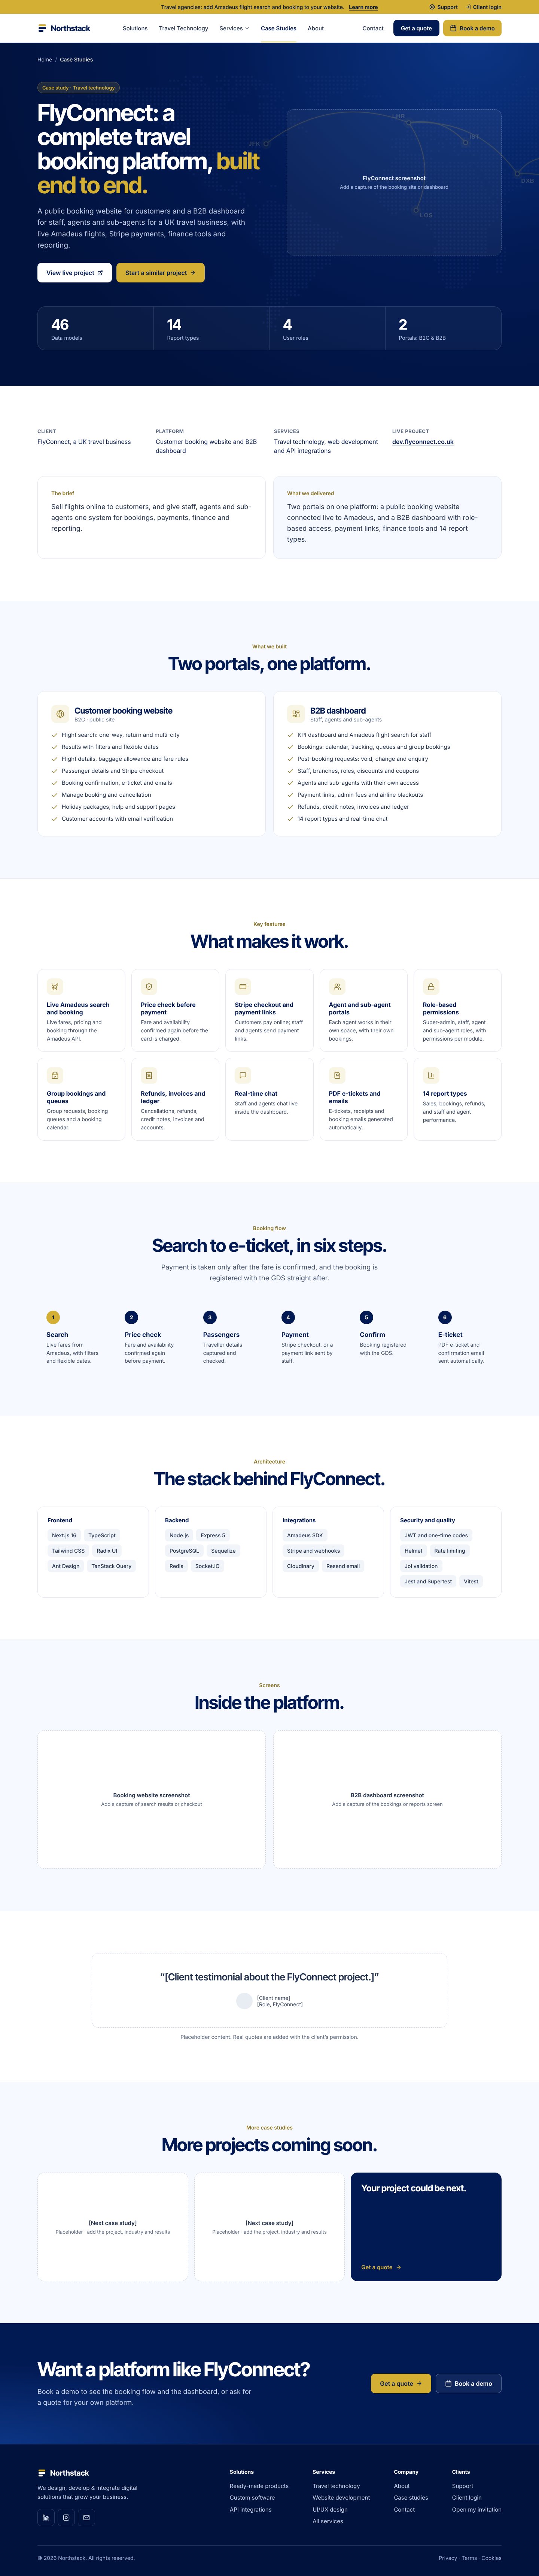 Travel agencies: add Amadeus flight search and booking to your website. Learn more
Support
Client login
Northstack
Solutions
Travel Technology
Services
Case Studies
About
Contact
Get a quote
Book a demo
Home / Case Studies
Case study · Travel technology
FlyConnect: a
complete travel
booking platform, built
end to end.
A public booking website for customers and a B2B dashboard
for staff, agents and sub-agents for a UK travel business, with
live Amadeus flights, Stripe payments, finance tools and
reporting.
View live project
Start a similar project
JFK
LHR
IST
DXB
LOS
FlyConnect screenshot
Add a capture of the booking site or dashboard
46
Data models
14
Report types
4
User roles
2
Portals: B2C & B2B
CLIENT
FlyConnect, a UK travel business
PLATFORM
Customer booking website and B2B
dashboard
SERVICES
Travel technology, web development
and API integrations
LIVE PROJECT
dev.flyconnect.co.uk
The brief
Sell flights online to customers, and give staff, agents and sub-
agents one system for bookings, payments, finance and
reporting.
What we delivered
Two portals on one platform: a public booking website
connected live to Amadeus, and a B2B dashboard with role-
based access, payment links, finance tools and 14 report
types.
What we built
Two portals, one platform.
Customer booking website
B2C · public site
Flight search: one-way, return and multi-city
Results with filters and flexible dates
Flight details, baggage allowance and fare rules
Passenger details and Stripe checkout
Booking confirmation, e-ticket and emails
Manage booking and cancellation
Holiday packages, help and support pages
Customer accounts with email verification
B2B dashboard
Staff, agents and sub-agents
KPI dashboard and Amadeus flight search for staff
Bookings: calendar, tracking, queues and group bookings
Post-booking requests: void, change and enquiry
Staff, branches, roles, discounts and coupons
Agents and sub-agents with their own access
Payment links, admin fees and airline blackouts
Refunds, credit notes, invoices and ledger
14 report types and real-time chat
Key features
What makes it work.
Live Amadeus search
and booking
Live fares, pricing and
booking through the
Amadeus API.
Price check before
payment
Fare and availability
confirmed again before the
card is charged.
Stripe checkout and
payment links
Customers pay online; staff
and agents send payment
links.
Agent and sub-agent
portals
Each agent works in their
own space, with their own
bookings.
Role-based
permissions
Super-admin, staff, agent
and sub-agent roles, with
permissions per module.
Group bookings and
queues
Group requests, booking
queues and a booking
calendar.
Refunds, invoices and
ledger
Cancellations, refunds,
credit notes, invoices and
accounts.
Real-time chat
Staff and agents chat live
inside the dashboard.
PDF e-tickets and
emails
E-tickets, receipts and
booking emails generated
automatically.
14 report types
Sales, bookings, refunds,
and staff and agent
performance.
Booking flow
Search to e-ticket, in six steps.
Payment is taken only after the fare is confirmed, and the booking is
registered with the GDS straight after.
1
Search
Live fares from
Amadeus, with filters
and flexible dates.
2
Price check
Fare and availability
confirmed again
before payment.
3
Passengers
Traveller details
captured and
checked.
4
Payment
Stripe checkout, or a
payment link sent by
staff.
5
Confirm
Booking registered
with the GDS.
6
E-ticket
PDF e-ticket and
confirmation email
sent automatically.
Architecture
The stack behind FlyConnect.
Frontend
Next.js 16
TypeScript
Tailwind CSS
Radix UI
Ant Design
TanStack Query
Backend
Node.js
Express 5
PostgreSQL
Sequelize
Redis
Socket.IO
Integrations
Amadeus SDK
Stripe and webhooks
Cloudinary
Resend email
Security and quality
JWT and one-time codes
Helmet
Rate limiting
Joi validation
Jest and Supertest
Vitest
Screens
Inside the platform.
Booking website screenshot
Add a capture of search results or checkout
B2B dashboard screenshot
Add a capture of the bookings or reports screen
“[Client testimonial about the FlyConnect project.]”
[Client name]
[Role, FlyConnect]
Placeholder content. Real quotes are added with the client's permission.
More case studies
More projects coming soon.
[Next case study]
Placeholder · add the project, industry and results
[Next case study]
Placeholder · add the project, industry and results
Your project could be next.
Get a quote
Want a platform like FlyConnect?
Book a demo to see the booking flow and the dashboard, or ask for
a quote for your own platform.
Get a quote
Book a demo
Northstack
We design, develop & integrate digital
solutions that grow your business.
Solutions
Ready-made products
Custom software
API integrations
Services
Travel technology
Website development
UI/UX design
All services
Company
About
Case studies
Contact
Clients
Support
Client login
Open my invitation
© 2026 Northstack. All rights reserved.
Privacy · Terms · Cookies